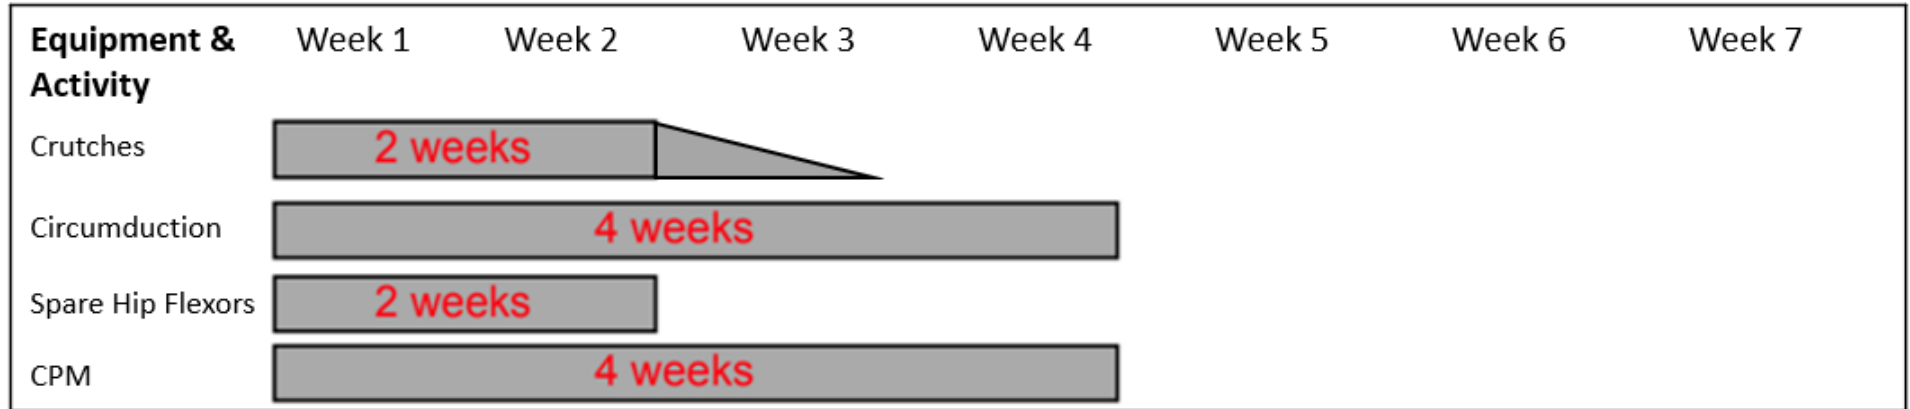 Equipment & Week 1 Week 2 Week 3 Week 4 Week 5 Week 6 Week 7
Activity
Crutches 2 weeks
Circumduction 4 weeks
Spare Hip Flexors 2 weeks
CPM 4 weeks